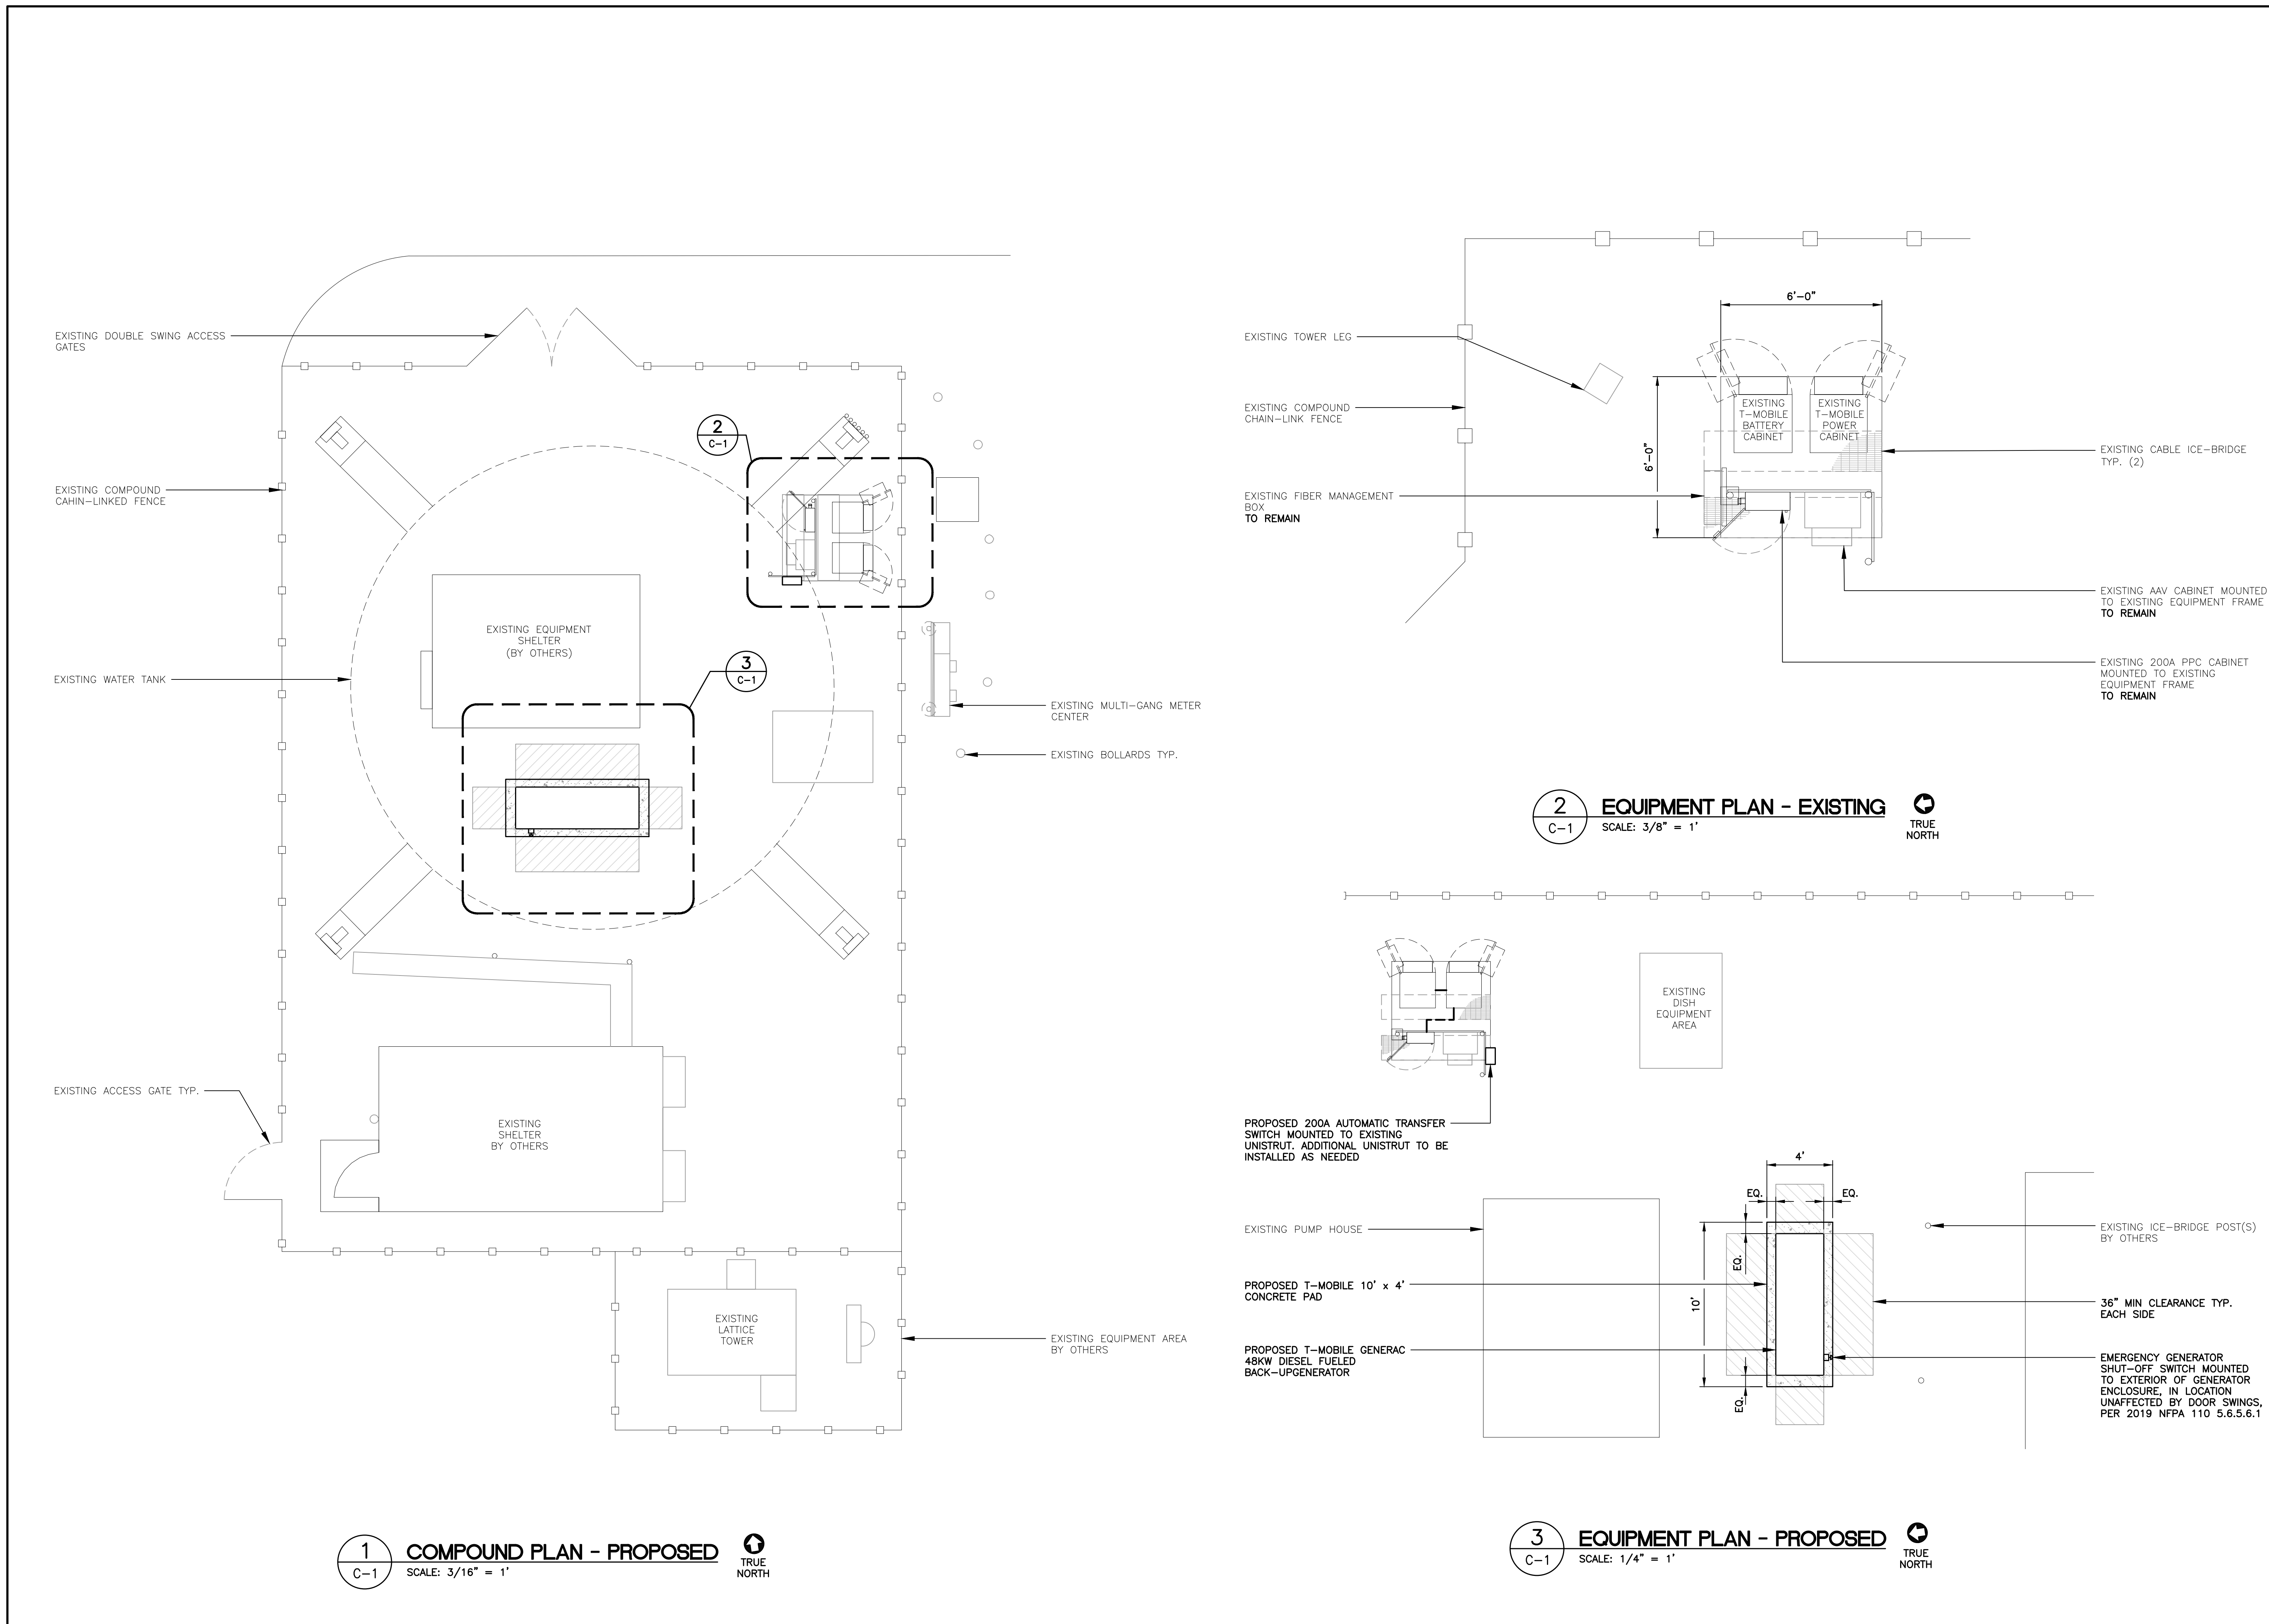 EXISTING DOUBLE SWING ACCESS
GATES
EXISTING COMPOUND
CAHIN-LINKED FENCE
EXISTING WATER TANK
EXISTING ACCESS GATE TYP.
2
C-1
3
C-1
EXISTING EQUIPMENT
SHELTER
(BY OTHERS)
EXISTING MULTI-GANG METER
CENTER
EXISTING BOLLARDS TYP.
EXISTING
SHELTER
BY OTHERS
EXISTING
LATTICE
TOWER
EXISTING EQUIPMENT AREA
BY OTHERS
1
C-1
COMPOUND PLAN - PROPOSED
SCALE: 3/16" = 1'
TRUE
NORTH
6'-0"
6'-0"
EXISTING TOWER LEG
EXISTING COMPOUND
CHAIN-LINK FENCE
EXISTING FIBER MANAGEMENT
BOX
TO REMAIN
EXISTING
T-MOBILE
BATTERY
CABINET
EXISTING
T-MOBILE
POWER
CABINET
EXISTING CABLE ICE-BRIDGE
TYP. (2)
EXISTING AAV CABINET MOUNTED
TO EXISTING EQUIPMENT FRAME
TO REMAIN
EXISTING 200A PPC CABINET
MOUNTED TO EXISTING
EQUIPMENT FRAME
TO REMAIN
2
C-1
EQUIPMENT PLAN - EXISTING
SCALE: 3/8" = 1'
TRUE
NORTH
EXISTING
DISH
EQUIPMENT
AREA
PROPOSED 200A AUTOMATIC TRANSFER
SWITCH MOUNTED TO EXISTING
UNISTRUT. ADDITIONAL UNISTRUT TO BE
INSTALLED AS NEEDED
4'
EQ.
EQ.
EQ.
10'
EQ.
EXISTING PUMP HOUSE
PROPOSED T-MOBILE 10' x 4'
CONCRETE PAD
PROPOSED T-MOBILE GENERAC
48KW DIESEL FUELED
BACK-UPGENERATOR
EXISTING ICE-BRIDGE POST(S)
BY OTHERS
36" MIN CLEARANCE TYP.
EACH SIDE
EMERGENCY GENERATOR
SHUT-OFF SWITCH MOUNTED
TO EXTERIOR OF GENERATOR
ENCLOSURE, IN LOCATION
UNAFFECTED BY DOOR SWINGS,
PER 2019 NFPA 110 5.6.5.6.1
3
C-1
EQUIPMENT PLAN - PROPOSED
SCALE: 1/4" = 1'
TRUE
NORTH